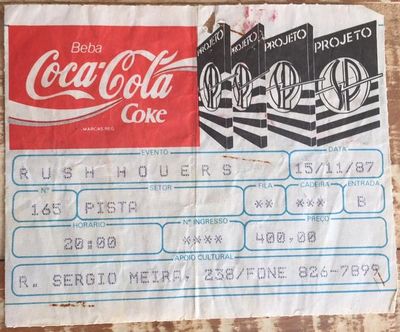 Beba
Coca-Cola
Coke
MARCAS REG.
PROJETO PROJETO PROJETO PROJETO
EVENTO DATA
RUSH HOUERS 15/11/87
Nº SETOR FILA CADEIRA ENTRADA
165 PISTA ** *** B
HORÁRIO Nº INGRESSO PREÇO
20:00 **** 400,00
APOIO CULTURAL
R. SERGIO MEIRA, 238/FONE 826-7899